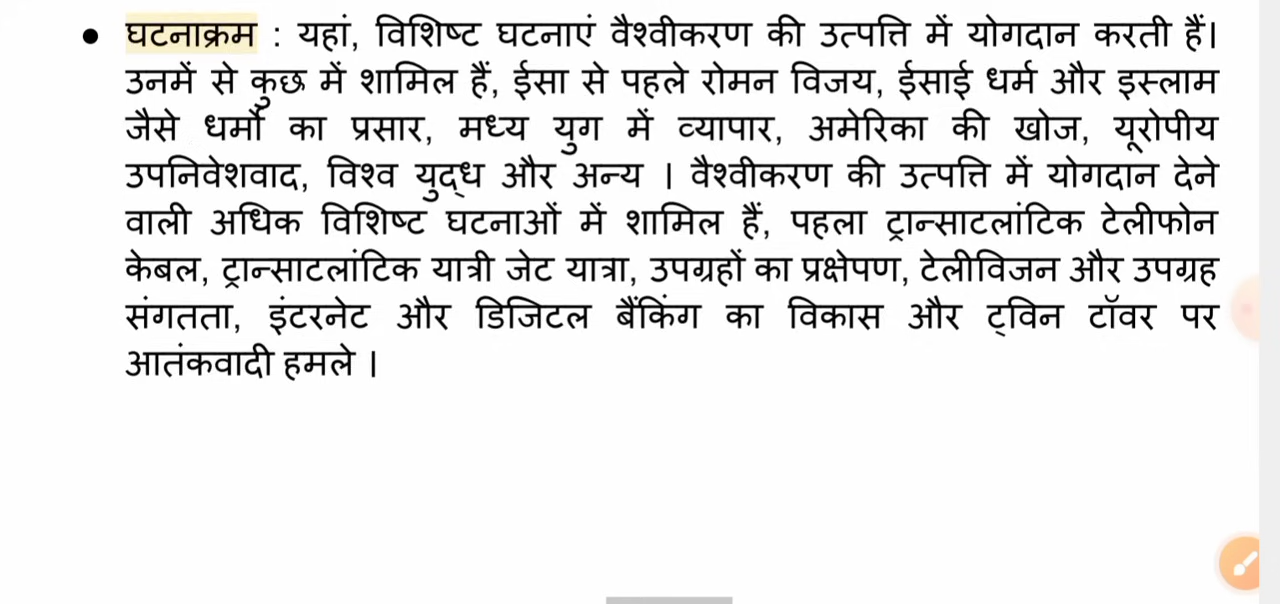 • घटनाक्रम : यहां, विशिष्ट घटनाएं वैश्वीकरण की उत्पत्ति में योगदान करती हैं।
उनमें से कुछ में शामिल हैं, ईसा से पहले रोमन विजय, ईसाई धर्म और इस्लाम
जैसे धर्मों का प्रसार, मध्य युग में व्यापार, अमेरिका की खोज, यूरोपीय
उपनिवेशवाद, विश्व युद्ध और अन्य । वैश्वीकरण की उत्पत्ति में योगदान देने
वाली अधिक विशिष्ट घटनाओं में शामिल हैं, पहला ट्रान्साटलांटिक टेलीफोन
केबल, ट्रान्साटलांटिक यात्री जेट यात्रा, उपग्रहों का प्रक्षेपण, टेलीविजन और उपग्रह
संगतता, इंटरनेट और डिजिटल बैंकिंग का विकास और ट्विन टॉवर पर
आतंकवादी हमले ।